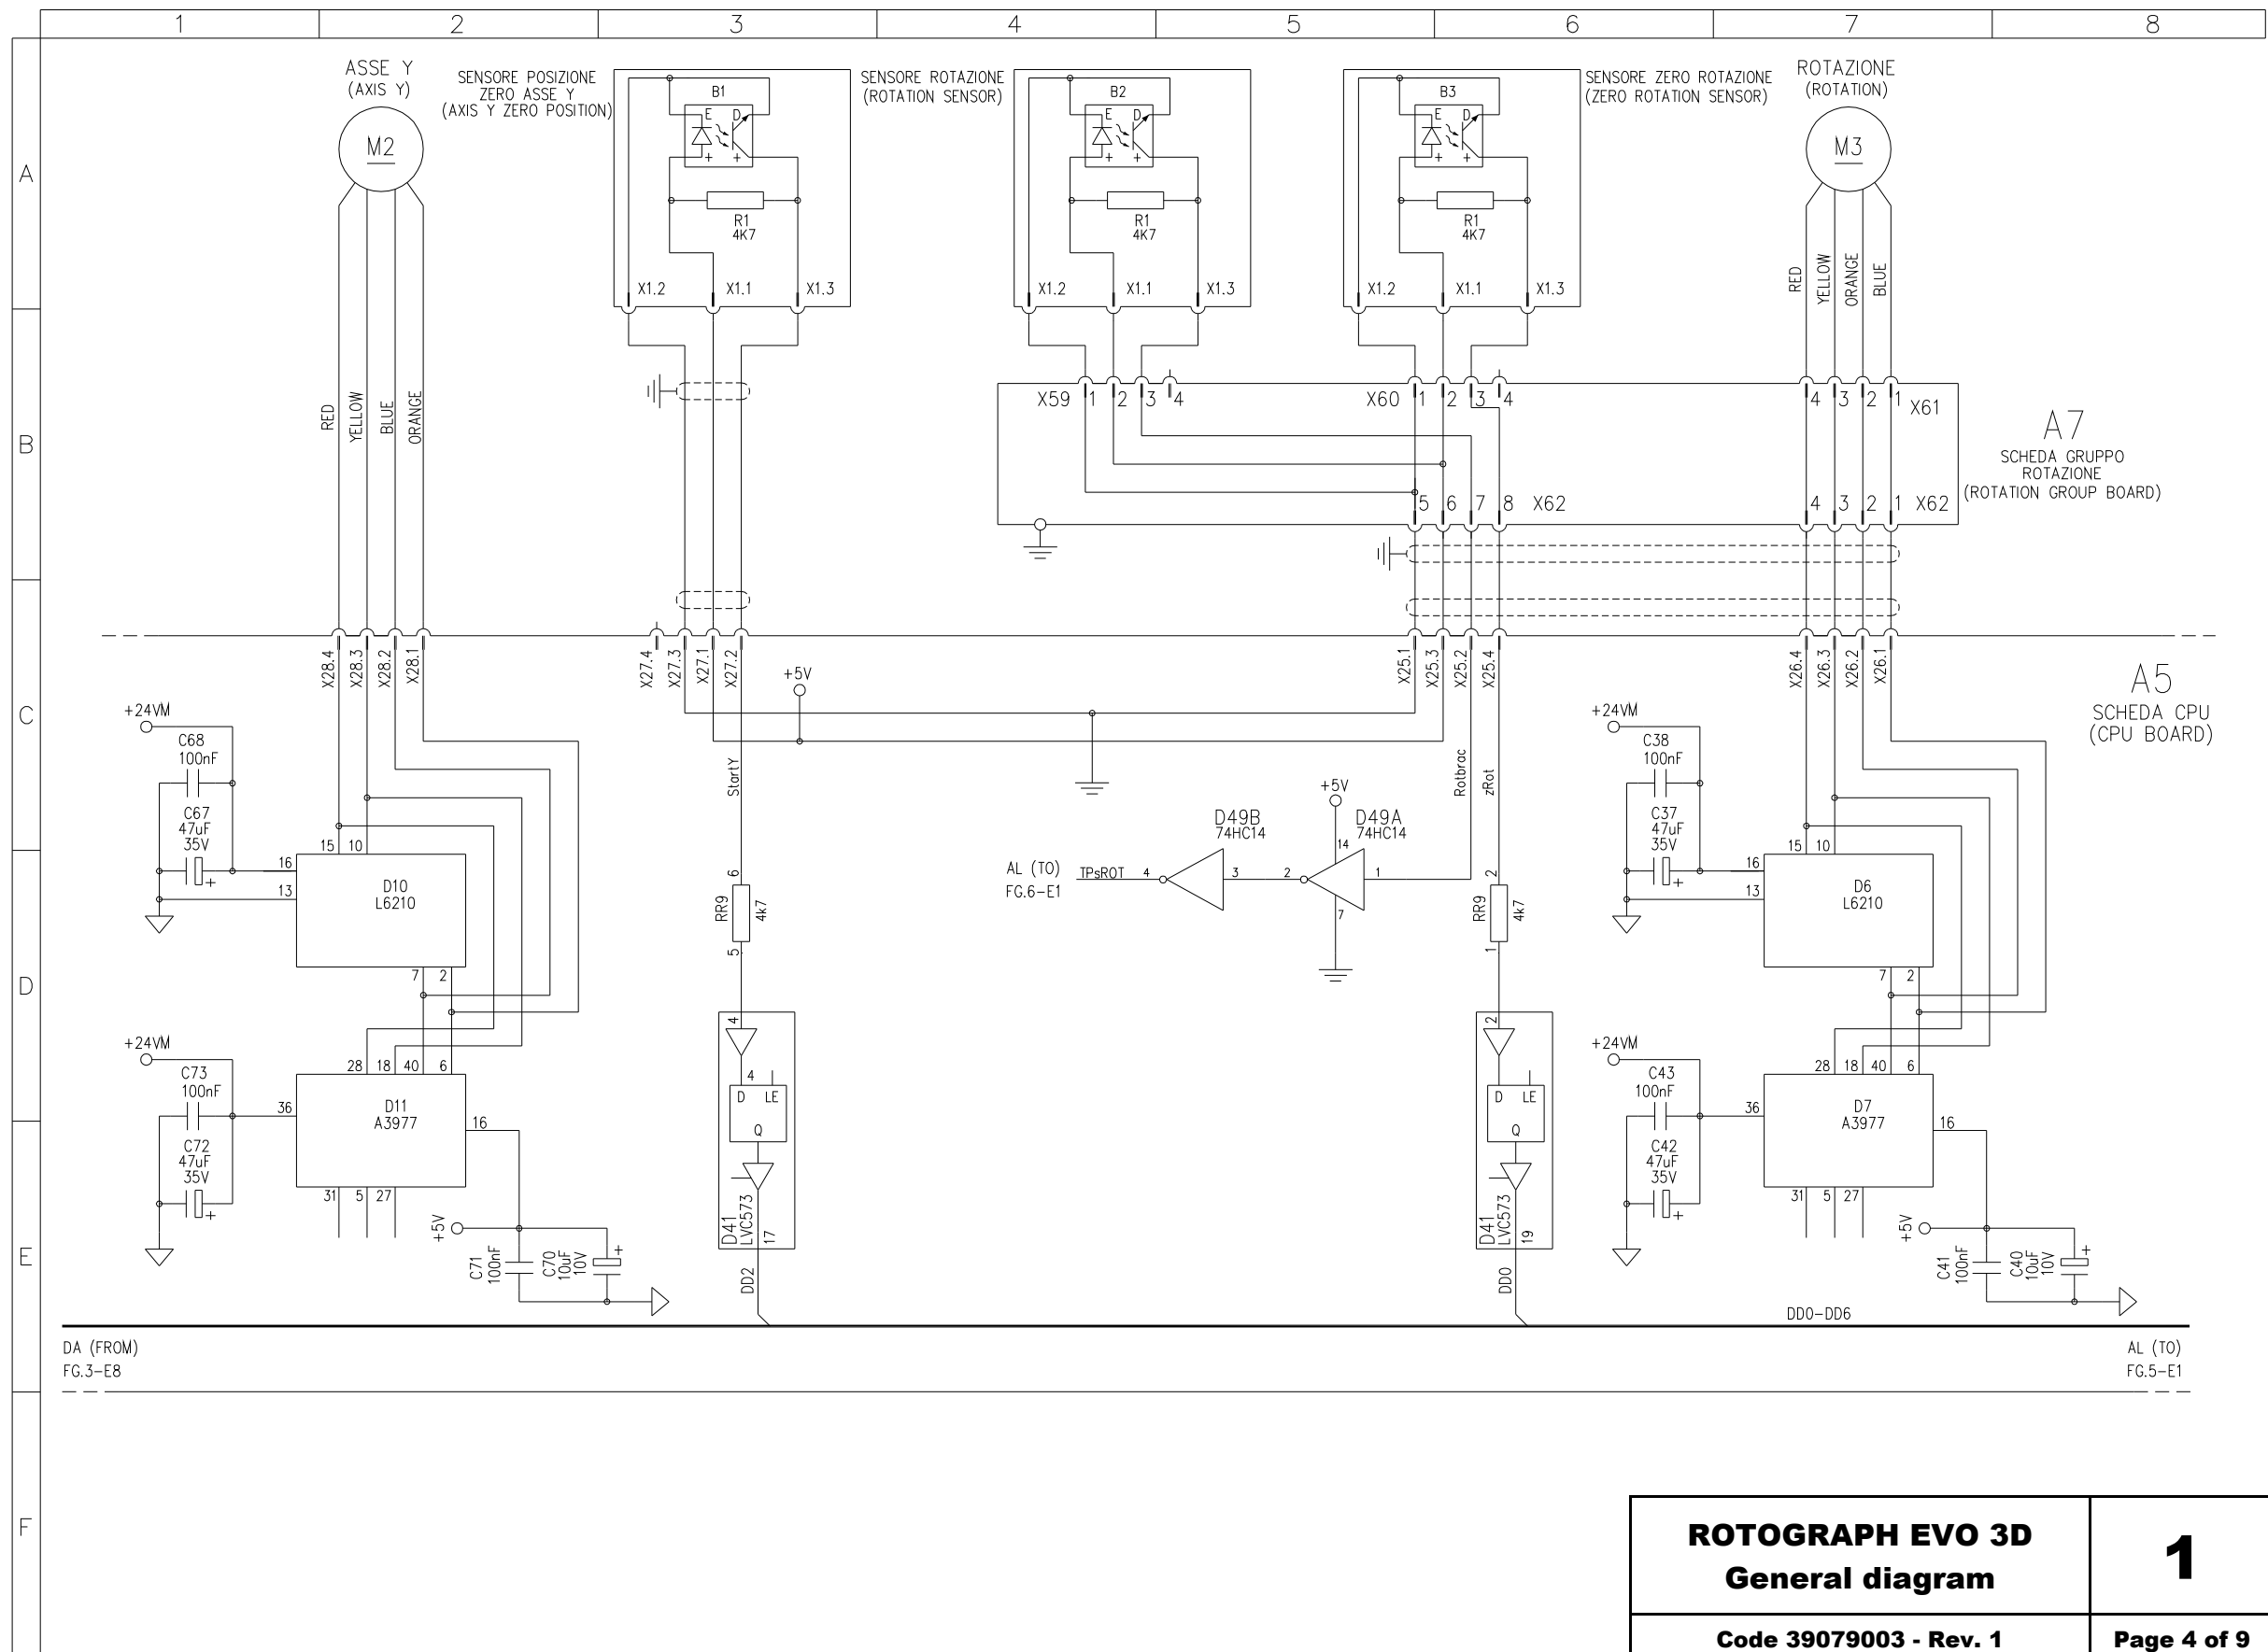 1 2 3 4 5 6 7 8
A
B
C
D
E
F
ASSE Y
(AXIS Y)
M2
SENSORE POSIZIONE
ZERO ASSE Y
(AXIS Y ZERO POSITION)
B1
E D
+ +
R1
4K7
X1.2 X1.1 X1.3
SENSORE ROTAZIONE
(ROTATION SENSOR)
B2
E D
+ +
R1
4K7
X1.2 X1.1 X1.3
B3
E D
+ +
R1
4K7
X1.2 X1.1 X1.3
SENSORE ZERO ROTAZIONE
(ZERO ROTATION SENSOR)
ROTAZIONE
(ROTATION)
M3
RED
YELLOW
ORANGE
BLUE
RED
YELLOW
BLUE
ORANGE
X59 1 2 3 4
X60 1 2 3 4
4 3 2 1 X61
5 6 7 8 X62
4 3 2 1 X62
A7
SCHEDA GRUPPO
ROTAZIONE
(ROTATION GROUP BOARD)
X28.4
X28.3
X28.2
X28.1
X27.4
X27.3
X27.1
X27.2
X25.1
X25.3
X25.2
X25.4
X26.4
X26.3
X26.2
X26.1
A5
SCHEDA CPU
(CPU BOARD)
+24VM
C68
100nF
C67
47uF
35V
+
15 10
16
13
D10
L6210
7 2
+5V
StartY
Rotbrac
zRot
6
RR9
4k7
5
AL (TO)
FG.6-E1
TPsROT
4
D49B
74HC14
3
2
+5V
D49A
74HC14
14
1
7
2
RR9
4k7
1
+24VM
C38
100nF
C37
47uF
35V
+
15 10
16
13
D6
L6210
7 2
+24VM
C73
100nF
C72
47uF
35V
+
28 18 40 6
36
D11
A3977
16
31 5 27
+5V
C71
100nF
C70
10uF
10V
+
4
4
D LE
Q
D41
LVC573
17
DD2
2
D LE
Q
D41
LVC573
19
DD0
+24VM
C43
100nF
C42
47uF
35V
+
28 18 40 6
36
D7
A3977
16
31 5 27
+5V
C41
100nF
C40
10uF
10V
+
DD0-DD6
DA (FROM)
FG.3-E8
AL (TO)
FG.5-E1
ROTOGRAPH EVO 3D
General diagram
1
Code 39079003 - Rev. 1
Page 4 of 9